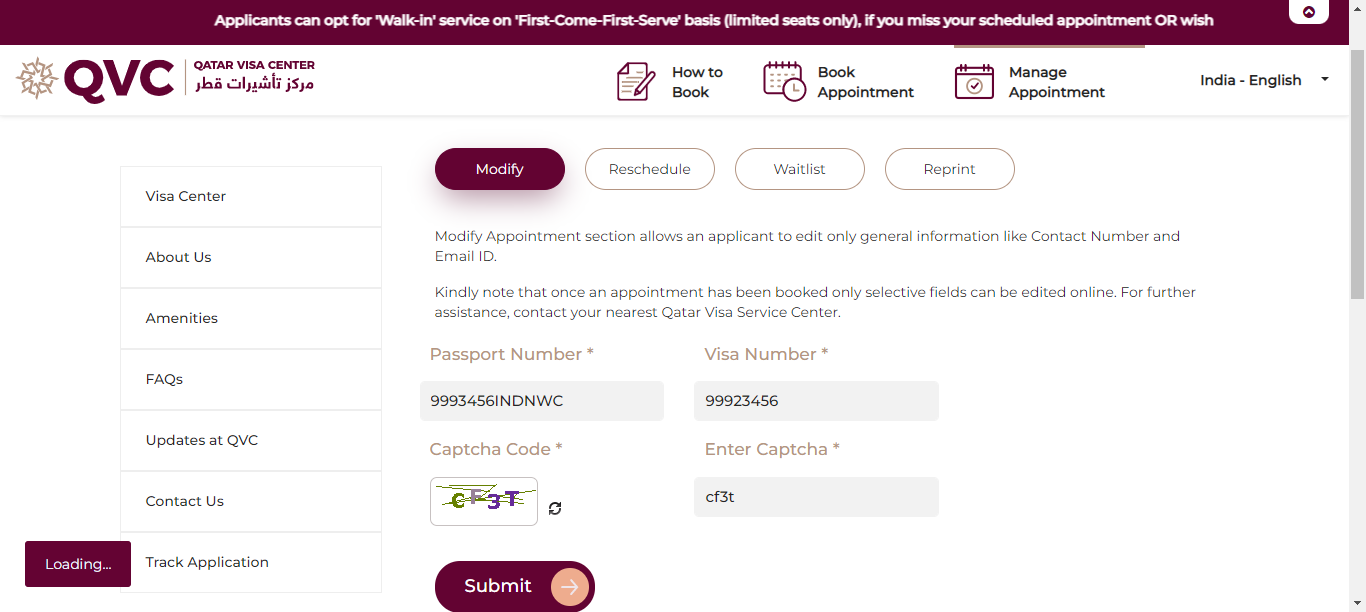 Applicants can opt for 'Walk-in' service on 'First-Come-First-Serve' basis (limited seats only), if you miss your scheduled appointment OR wish
QVC
QATAR VISA CENTER
مركز تأشيرات قطر
How to
Book
Book
Appointment
Manage
Appointment
India - English
Modify
Reschedule
Waitlist
Reprint
Visa Center
About Us
Amenities
FAQs
Updates at QVC
Contact Us
Track Application
Loading...
Modify Appointment section allows an applicant to edit only general information like Contact Number and
Email ID.
Kindly note that once an appointment has been booked only selective fields can be edited online. For further
assistance, contact your nearest Qatar Visa Service Center.
Passport Number *
Visa Number *
9993456INDNWC
99923456
Captcha Code *
Enter Captcha *
CF3T
cf3t
Submit